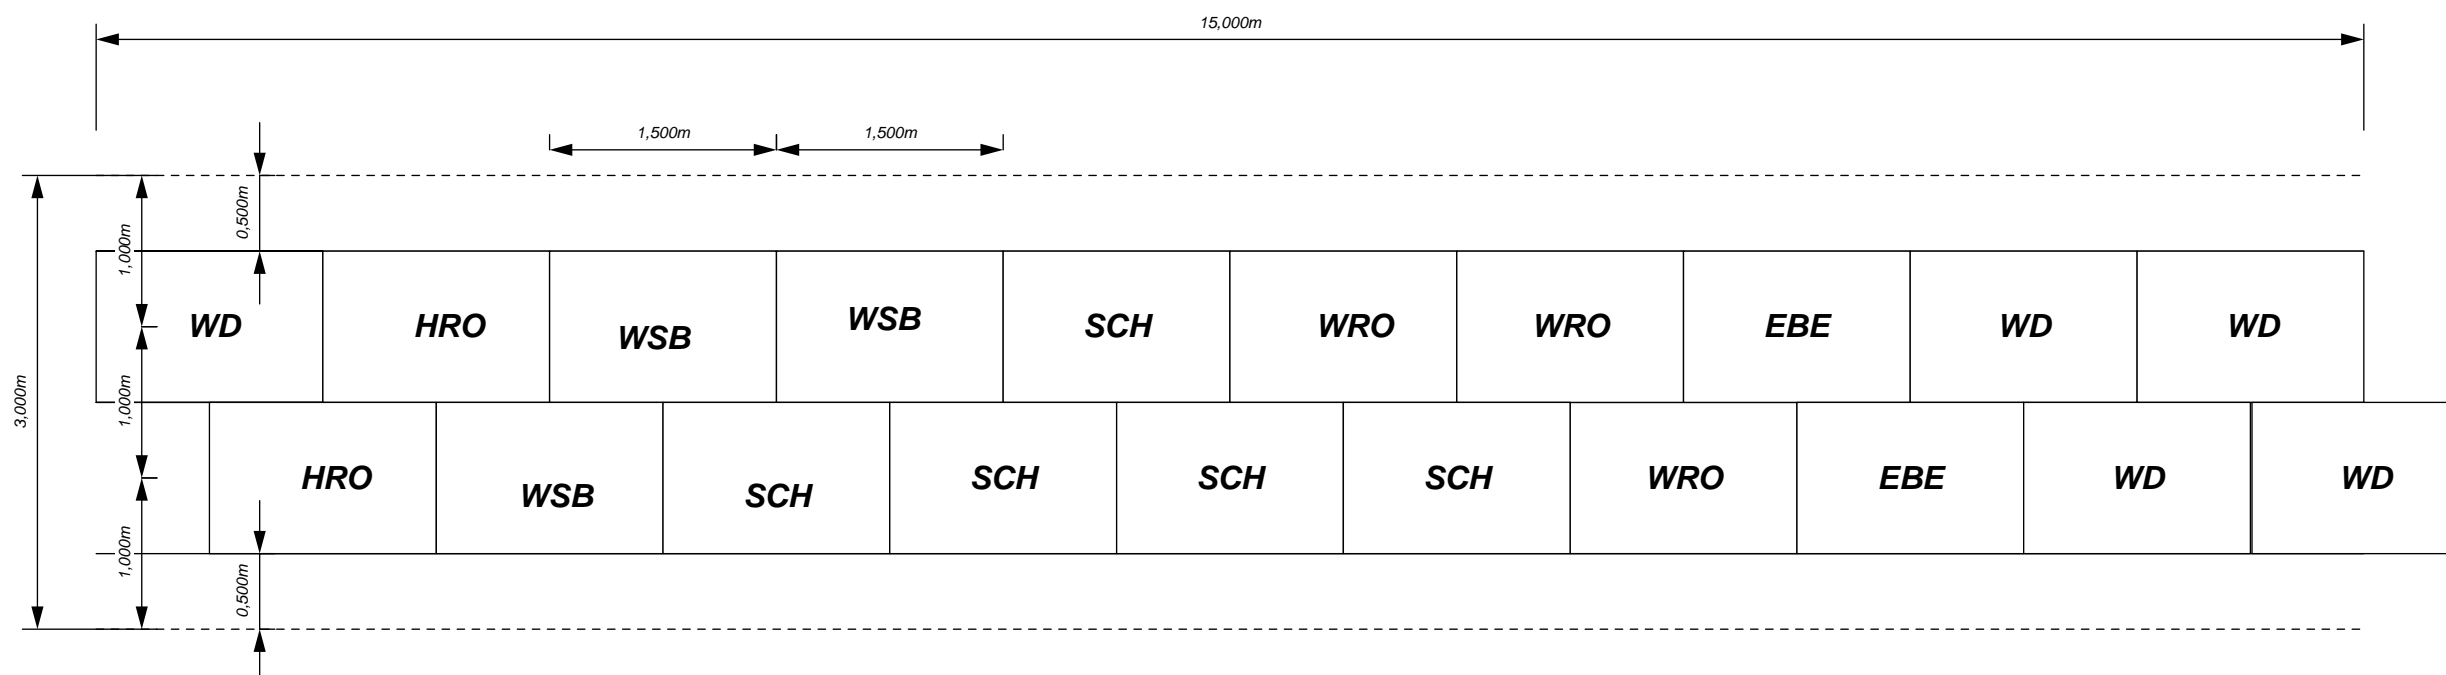 15,000m
1,500m 1,500m
0,500m
1,000m
WD HRO WSB WSB SCH WRO WRO EBE WD WD
3,000m
1,000m
HRO WSB SCH SCH SCH SCH WRO EBE WD WD
1,000m
0,500m